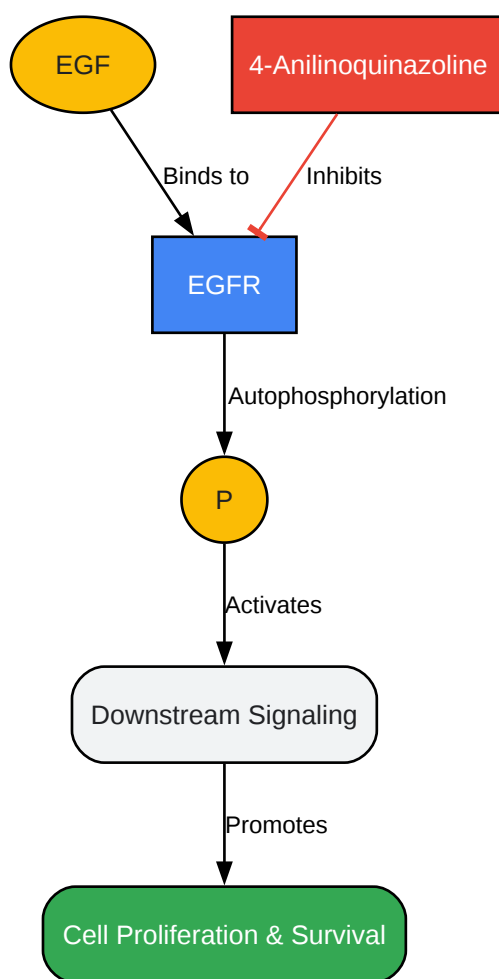 EGF
4-Anilinoquinazoline
Binds to
Inhibits
EGFR
Autophosphorylation
P
Activates
Downstream Signaling
Promotes
Cell Proliferation & Survival